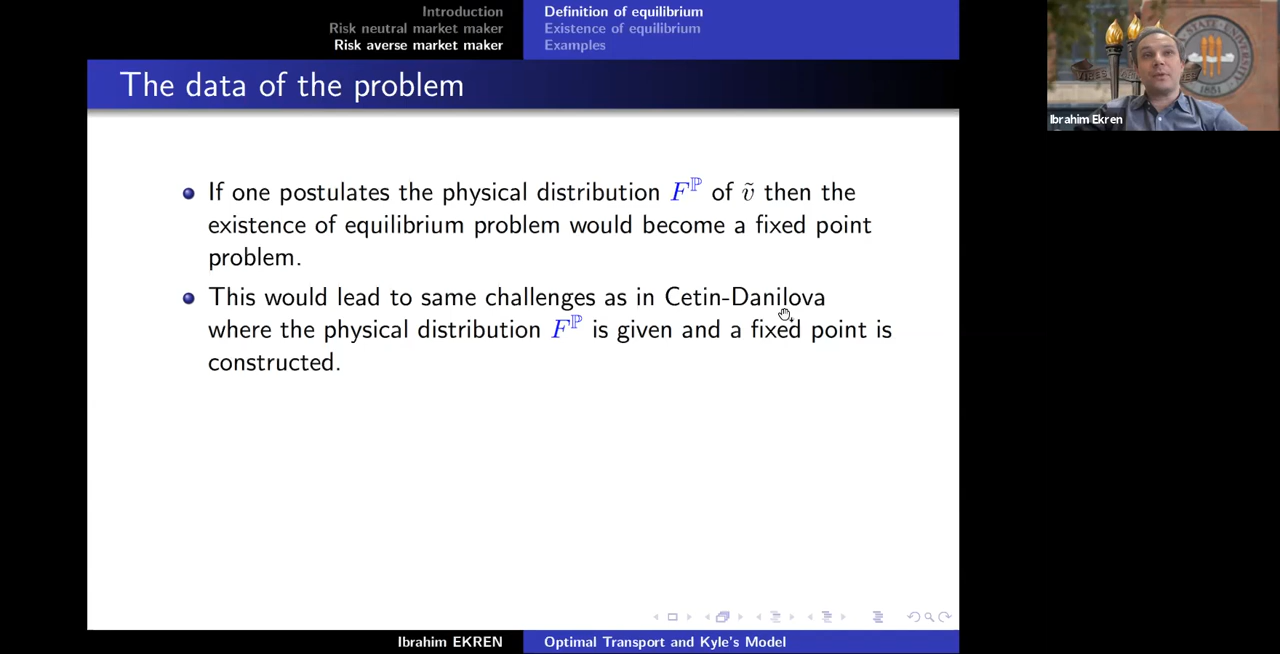 Introduction
Risk neutral market maker
Risk averse market maker
Definition of equilibrium
Existence of equilibrium
Examples
The data of the problem
If one postulates the physical distribution F^ℙ of ṽ then the
existence of equilibrium problem would become a fixed point
problem.
This would lead to same challenges as in Cetin-Danilova
where the physical distribution F^ℙ is given and a fixed point is
constructed.
Ibrahim EKREN
Optimal Transport and Kyle's Model
Ibrahim Ekren